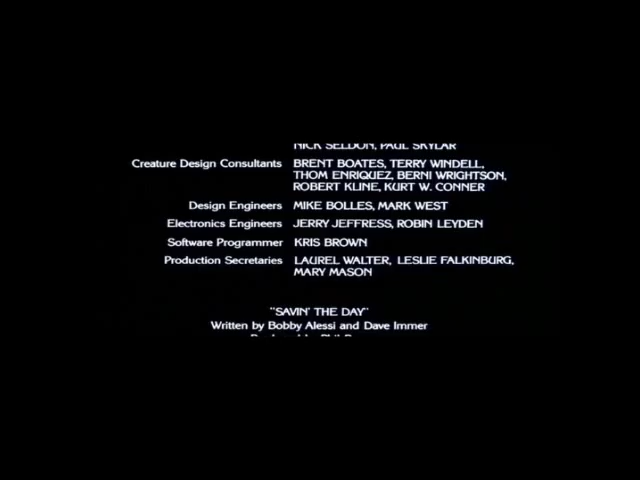 NICK SELDON, PAUL SKYLAR
Creature Design Consultants BRENT BOATES, TERRY WINDELL,
THOM ENRIQUEZ, BERNI WRIGHTSON,
ROBERT KLINE, KURT W. CONNER
Design Engineers MIKE BOLLES, MARK WEST
Electronics Engineers JERRY JEFFRESS, ROBIN LEYDEN
Software Programmer KRIS BROWN
Production Secretaries LAUREL WALTER, LESLIE FALKINBURG,
MARY MASON
"SAVIN' THE DAY"
Written by Bobby Alessi and Dave Immer